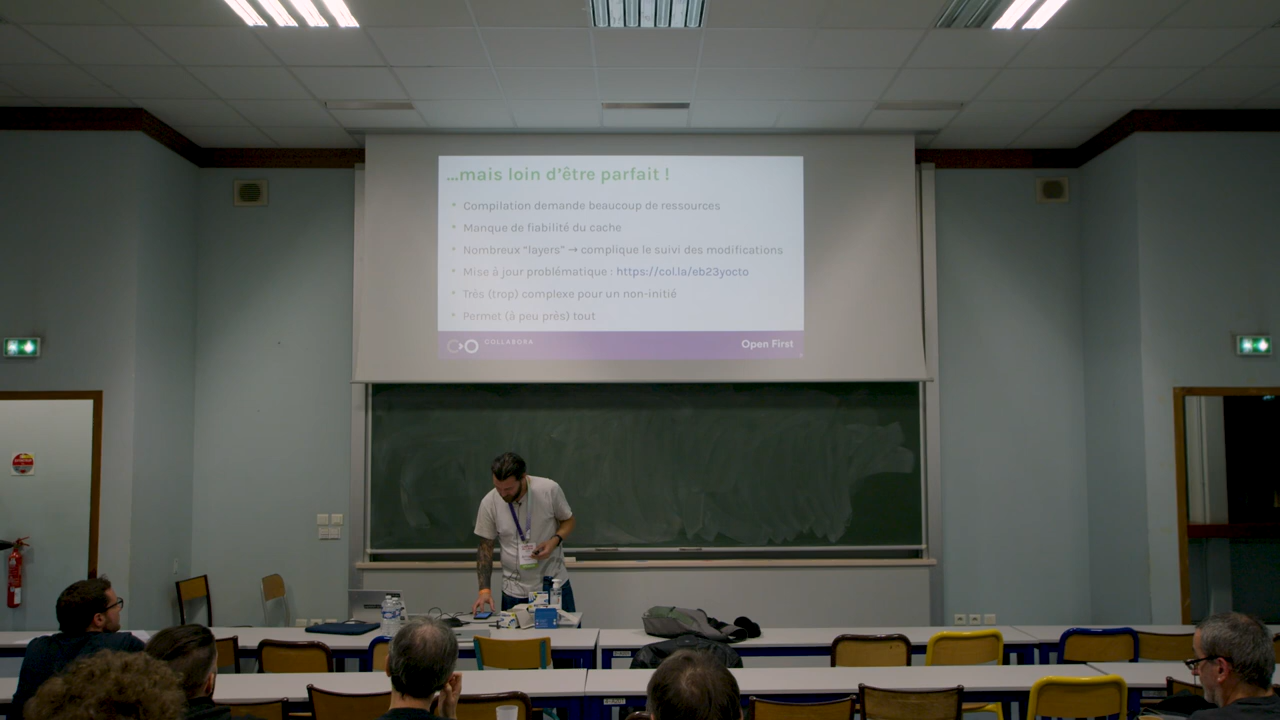 ...mais loin d'être parfait !
• Compilation demande beaucoup de ressources
• Manque de fiabilité du cache
• Nombreux "layers" → complique le suivi des modifications
• Mise à jour problématique : https://col.la/eb23yocto
• Très (trop) complexe pour un non-initié
• Permet (à peu près) tout
COLLABORA
Open First